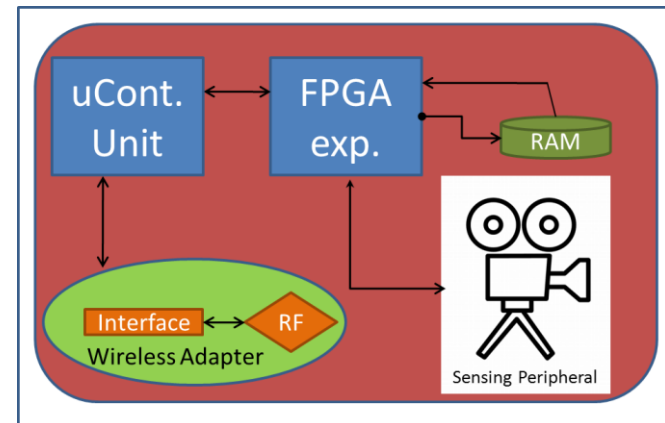 uCont.
Unit
FPGA
exp.
RAM
Interface
RF
Wireless Adapter
Sensing Peripheral